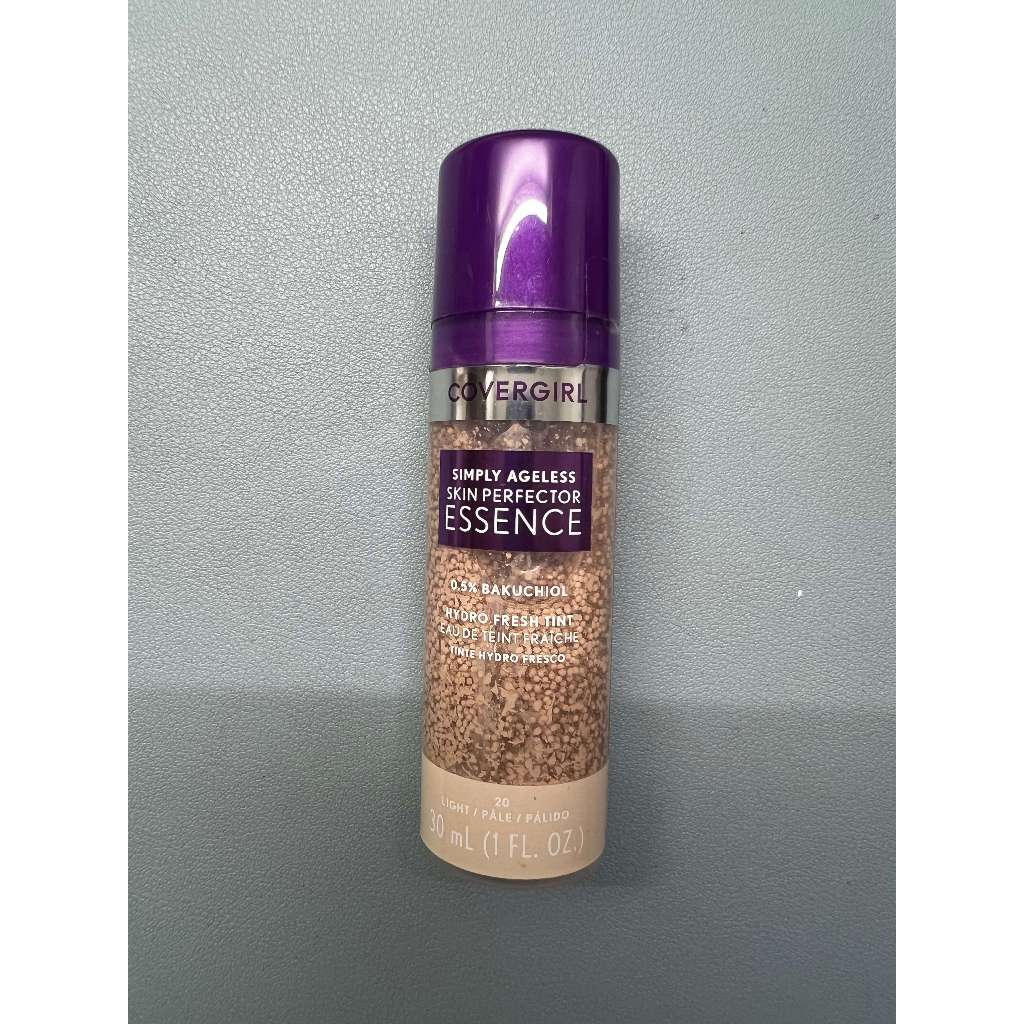 COVERGIRL
SIMPLY AGELESS
SKIN PERFECTOR
ESSENCE
0.5% BAKUCHIOL
HYDRO FRESH TINT
EAU DE TEINT FRAÎCHE
TINTE HYDRO FRESCO
20
LIGHT / PÂLE / PÁLIDO
30 mL (1 FL. OZ.)